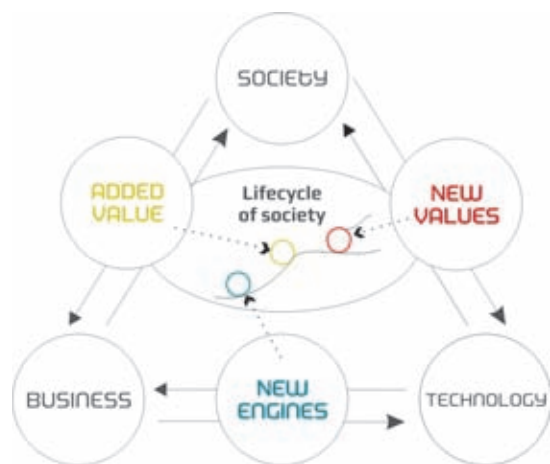 SOCIETY
ADDED
VALUE
Lifecycle
of society
NEW
VALUES
BUSINESS
NEW
ENGINES
TECHNOLOGY